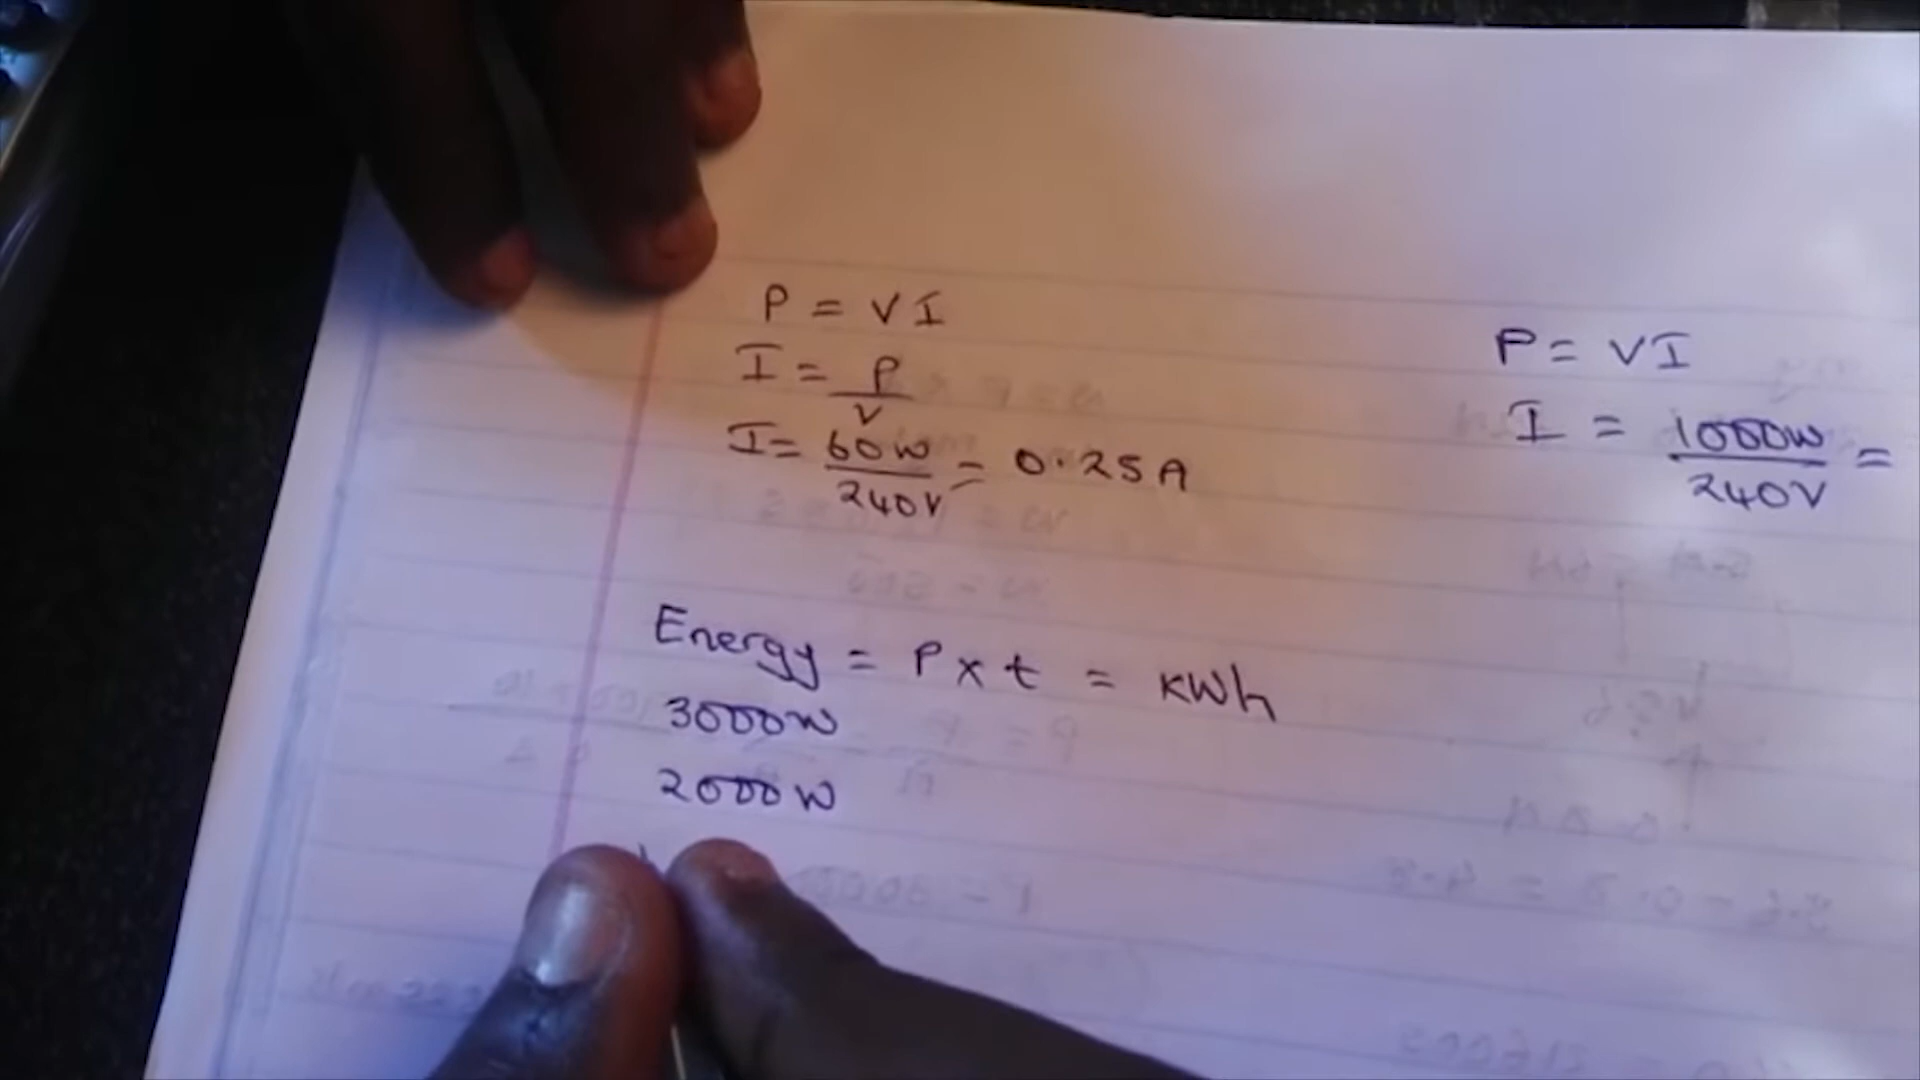 P = VI
I = P/V
I = 60W/240V = 0.25A
P = VI
I = 1000W/240V =
Energy = P x t = kWh
3000W
2000W